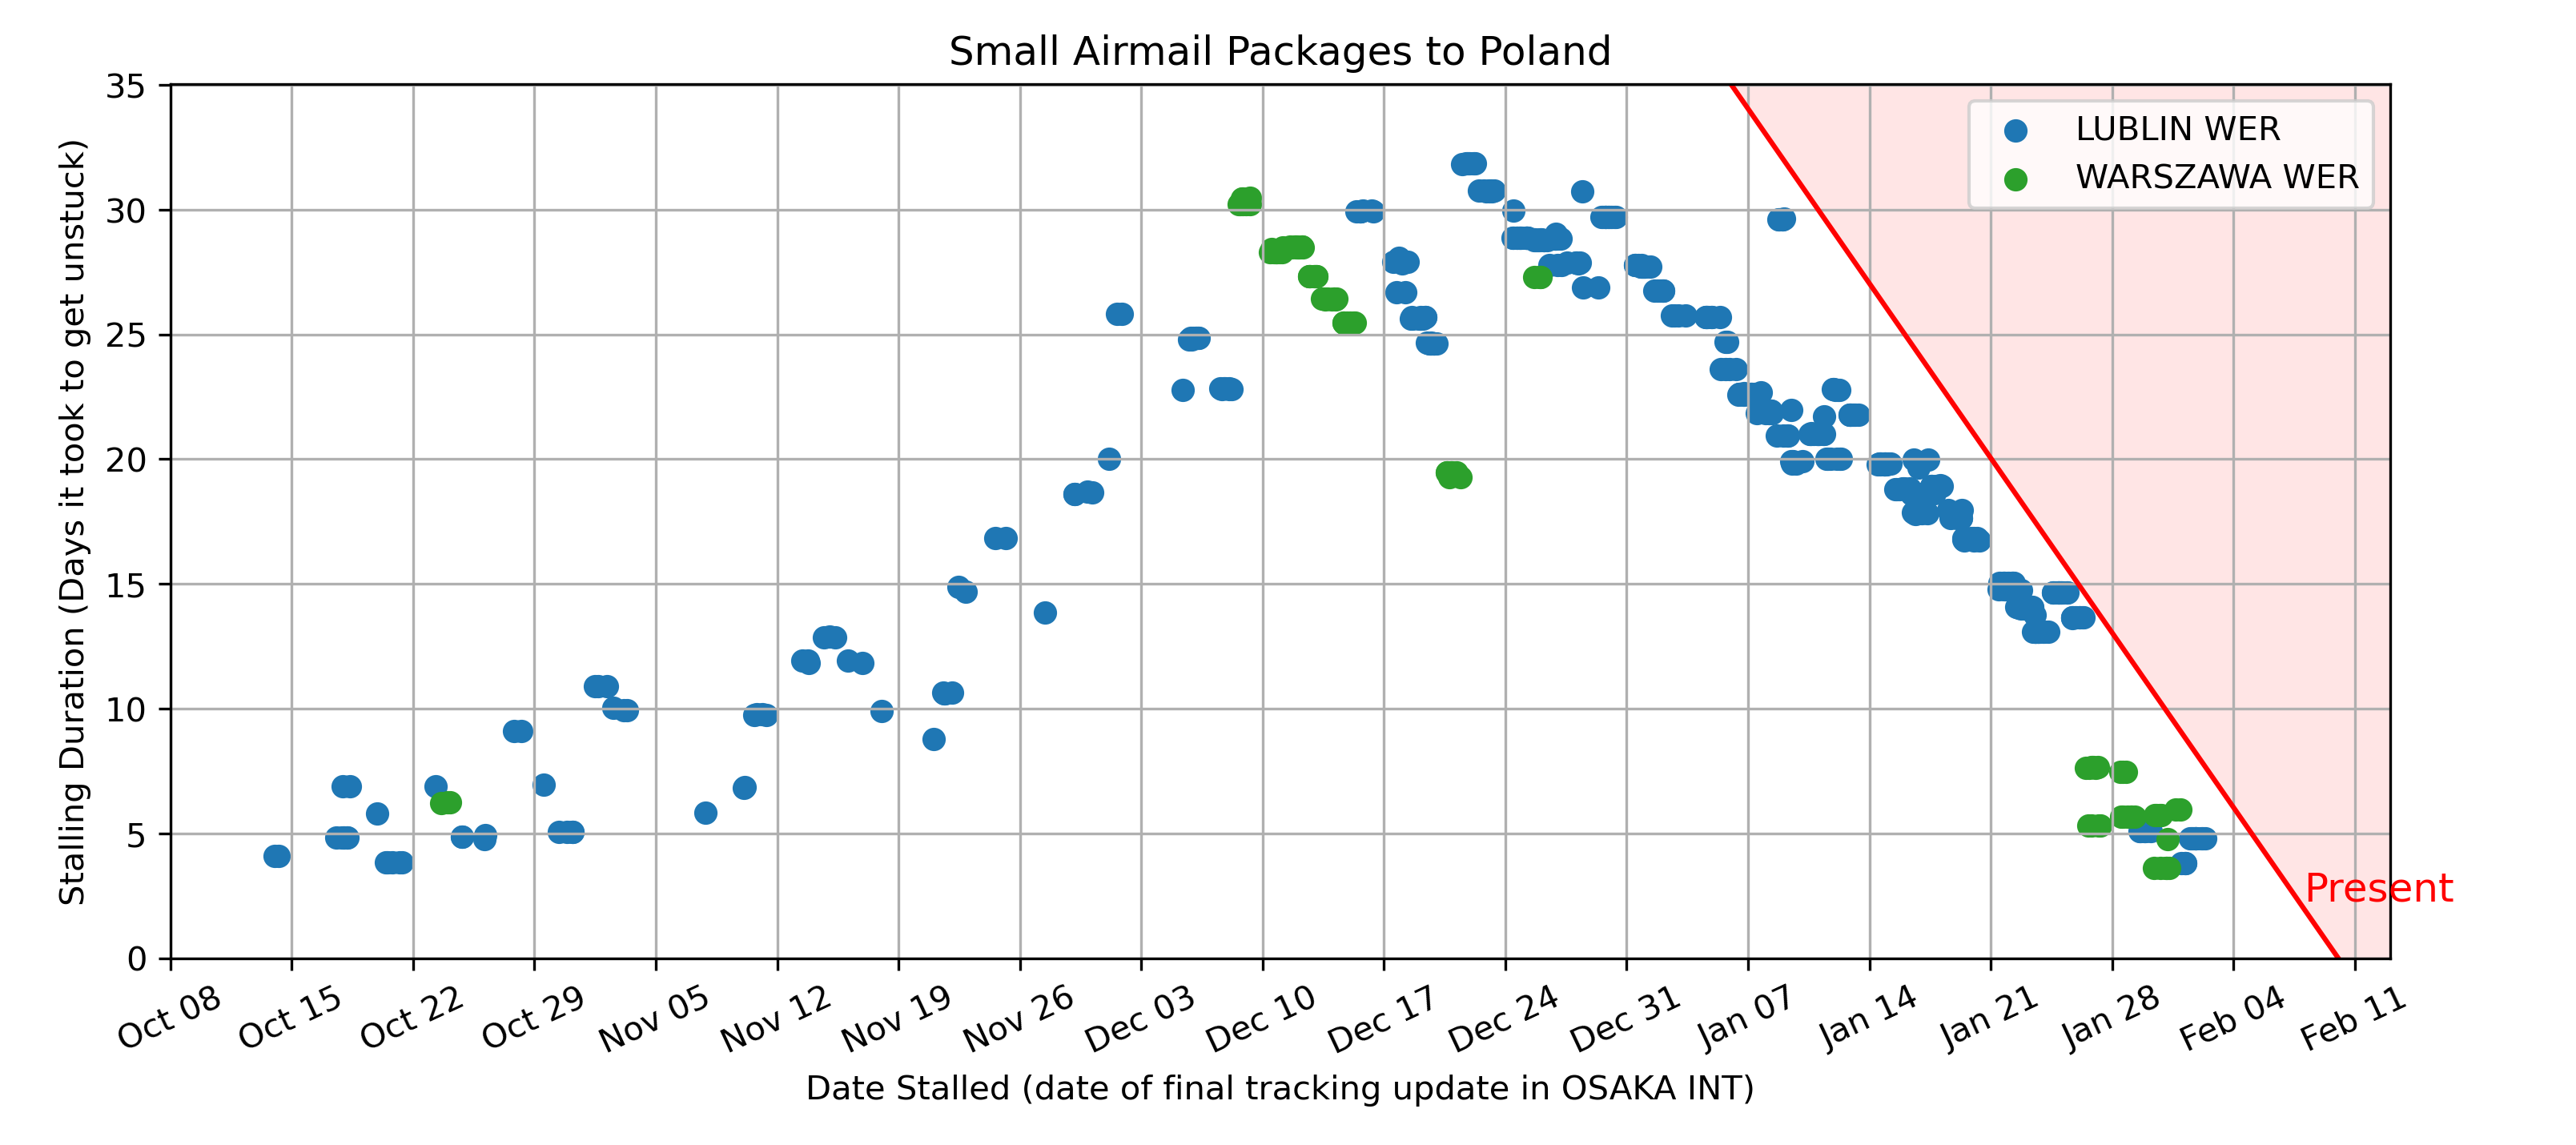 Small Airmail Packages to Poland
35
30
25
20
15
10
5
0
Stalling Duration (Days it took to get unstuck)
LUBLIN WER
WARSZAWA WER
Present
Oct 08
Oct 15
Oct 22
Oct 29
Nov 05
Nov 12
Nov 19
Nov 26
Dec 03
Dec 10
Dec 17
Dec 24
Dec 31
Jan 07
Jan 14
Jan 21
Jan 28
Feb 04
Feb 11
Date Stalled (date of final tracking update in OSAKA INT)